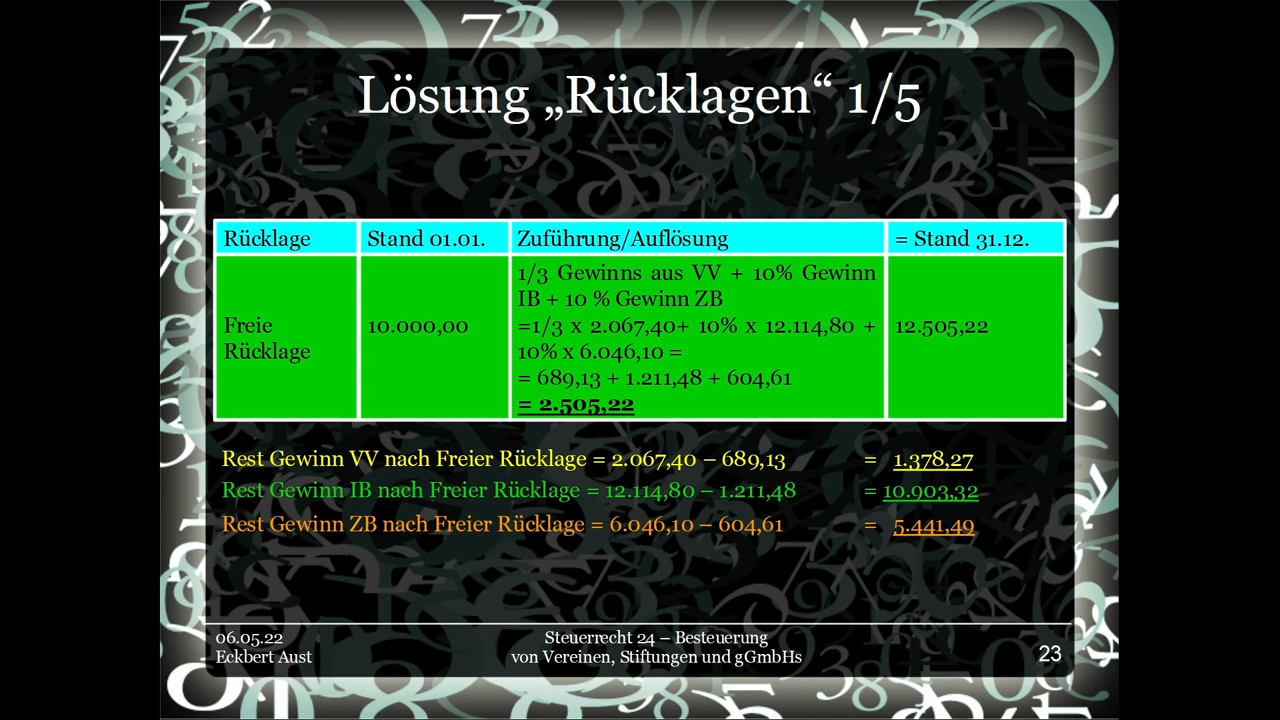 Lösung „Rücklagen“ 1/5
Rücklage
Stand 01.01.
Zuführung/Auflösung
= Stand 31.12.
Freie
Rücklage
10.000,00
1/3 Gewinns aus VV + 10% Gewinn
IB + 10 % Gewinn ZB
=1/3 x 2.067,40+ 10% x 12.114,80 +
10% x 6.046,10 =
= 689,13 + 1.211,48 + 604,61
= 2.505,22
12.505,22
Rest Gewinn VV nach Freier Rücklage = 2.067,40 – 689,13 = 1.378,27
Rest Gewinn IB nach Freier Rücklage = 12.114,80 – 1.211,48 = 10.903,32
Rest Gewinn ZB nach Freier Rücklage = 6.046,10 – 604,61 = 5.441,49
06.05.22
Eckbert Aust
Steuerrecht 24 – Besteuerung
von Vereinen, Stiftungen und gGmbHs
23